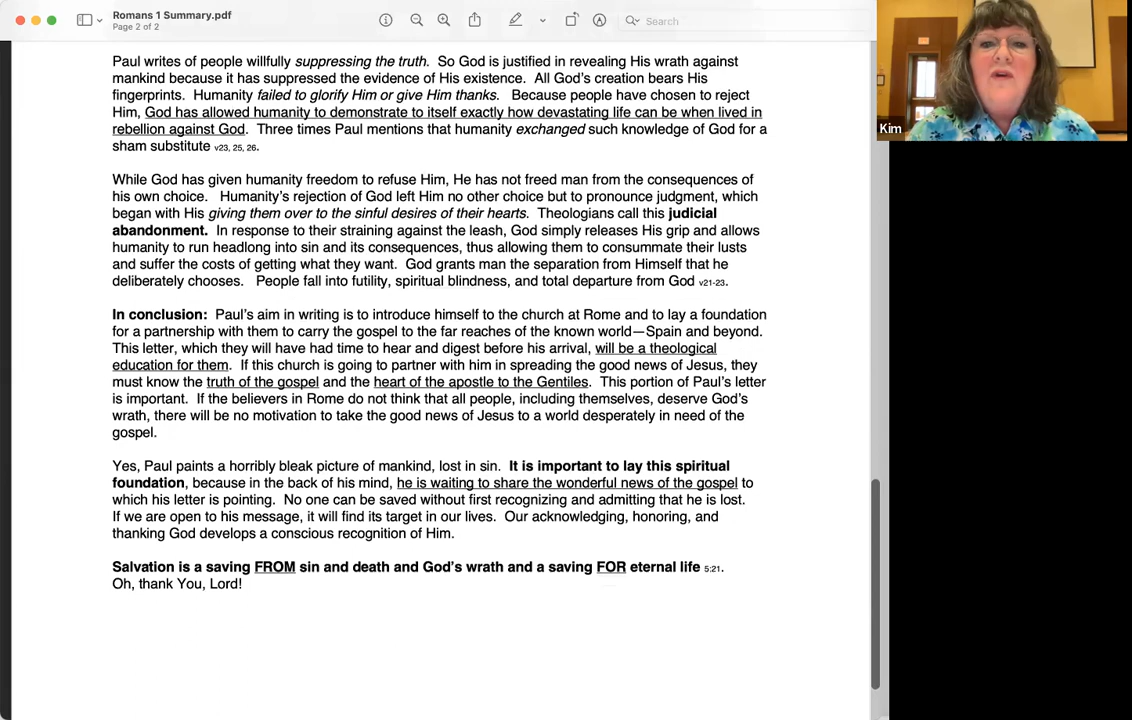 Romans 1 Summary.pdf
Page 2 of 2
Search
Kim
Paul writes of people willfully suppressing the truth. So God is justified in revealing His wrath against
mankind because it has suppressed the evidence of His existence. All God's creation bears His
fingerprints. Humanity failed to glorify Him or give Him thanks. Because people have chosen to reject
Him, God has allowed humanity to demonstrate to itself exactly how devastating life can be when lived in
rebellion against God. Three times Paul mentions that humanity exchanged such knowledge of God for a
sham substitute v23, 25, 26.
While God has given humanity freedom to refuse Him, He has not freed man from the consequences of
his own choice. Humanity's rejection of God left Him no other choice but to pronounce judgment, which
began with His giving them over to the sinful desires of their hearts. Theologians call this judicial
abandonment. In response to their straining against the leash, God simply releases His grip and allows
humanity to run headlong into sin and its consequences, thus allowing them to consummate their lusts
and suffer the costs of getting what they want. God grants man the separation from Himself that he
deliberately chooses. People fall into futility, spiritual blindness, and total departure from God v21-23.
In conclusion: Paul's aim in writing is to introduce himself to the church at Rome and to lay a foundation
for a partnership with them to carry the gospel to the far reaches of the known world—Spain and beyond.
This letter, which they will have had time to hear and digest before his arrival, will be a theological
education for them. If this church is going to partner with him in spreading the good news of Jesus, they
must know the truth of the gospel and the heart of the apostle to the Gentiles. This portion of Paul's letter
is important. If the believers in Rome do not think that all people, including themselves, deserve God's
wrath, there will be no motivation to take the good news of Jesus to a world desperately in need of the
gospel.
Yes, Paul paints a horribly bleak picture of mankind, lost in sin. It is important to lay this spiritual
foundation, because in the back of his mind, he is waiting to share the wonderful news of the gospel to
which his letter is pointing. No one can be saved without first recognizing and admitting that he is lost.
If we are open to his message, it will find its target in our lives. Our acknowledging, honoring, and
thanking God develops a conscious recognition of Him.
Salvation is a saving FROM sin and death and God's wrath and a saving FOR eternal life 5:21.
Oh, thank You, Lord!